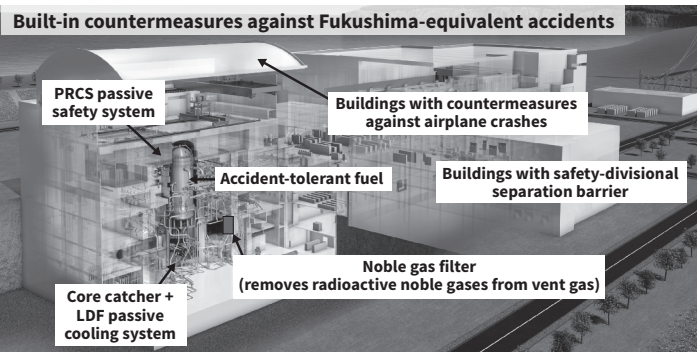 Built-in countermeasures against Fukushima-equivalent accidents
PRCS passive
safety system
Buildings with countermeasures
against airplane crashes
Accident-tolerant fuel
Buildings with safety-divisional
separation barrier
Noble gas filter
(removes radioactive noble gases from vent gas)
Core catcher +
LDF passive
cooling system